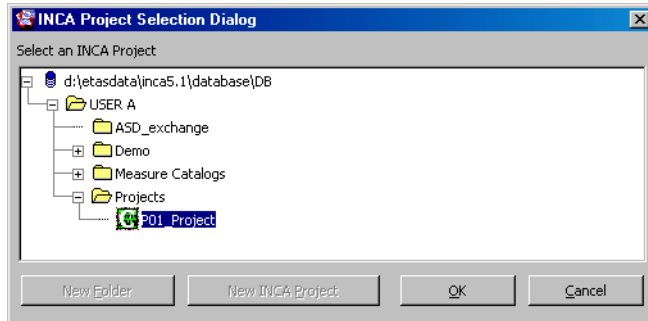 INCA Project Selection Dialog
Select an INCA Project
d:\etasdata\inca5.1\database\DB
USER A
ASD_exchange
Demo
Measure Catalogs
Projects
P01_Project
New Folder New INCA Project OK Cancel